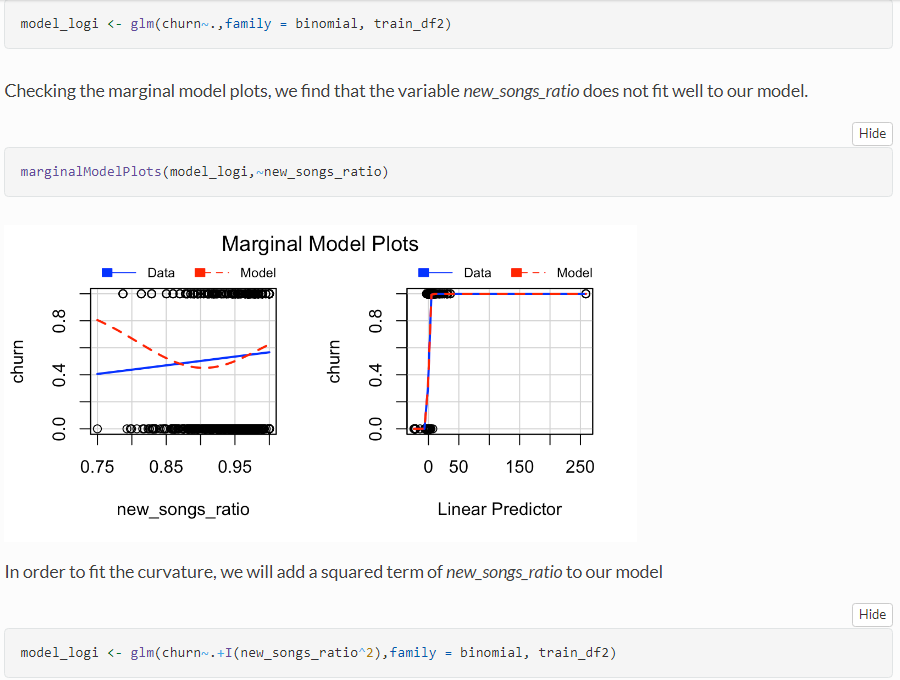 model_logi <- glm(churn~.,family = binomial, train_df2)
Checking the marginal model plots, we find that the variable new_songs_ratio does not fit well to our model.
Hide
marginalModelPlots(model_logi,~new_songs_ratio)
Marginal Model Plots
Data Model
Data Model
churn
0.0 0.4 0.8
0.75 0.85 0.95
new_songs_ratio
churn
0.0 0.4 0.8
0 50 150 250
Linear Predictor
In order to fit the curvature, we will add a squared term of new_songs_ratio to our model
Hide
model_logi <- glm(churn~.+I(new_songs_ratio^2),family = binomial, train_df2)